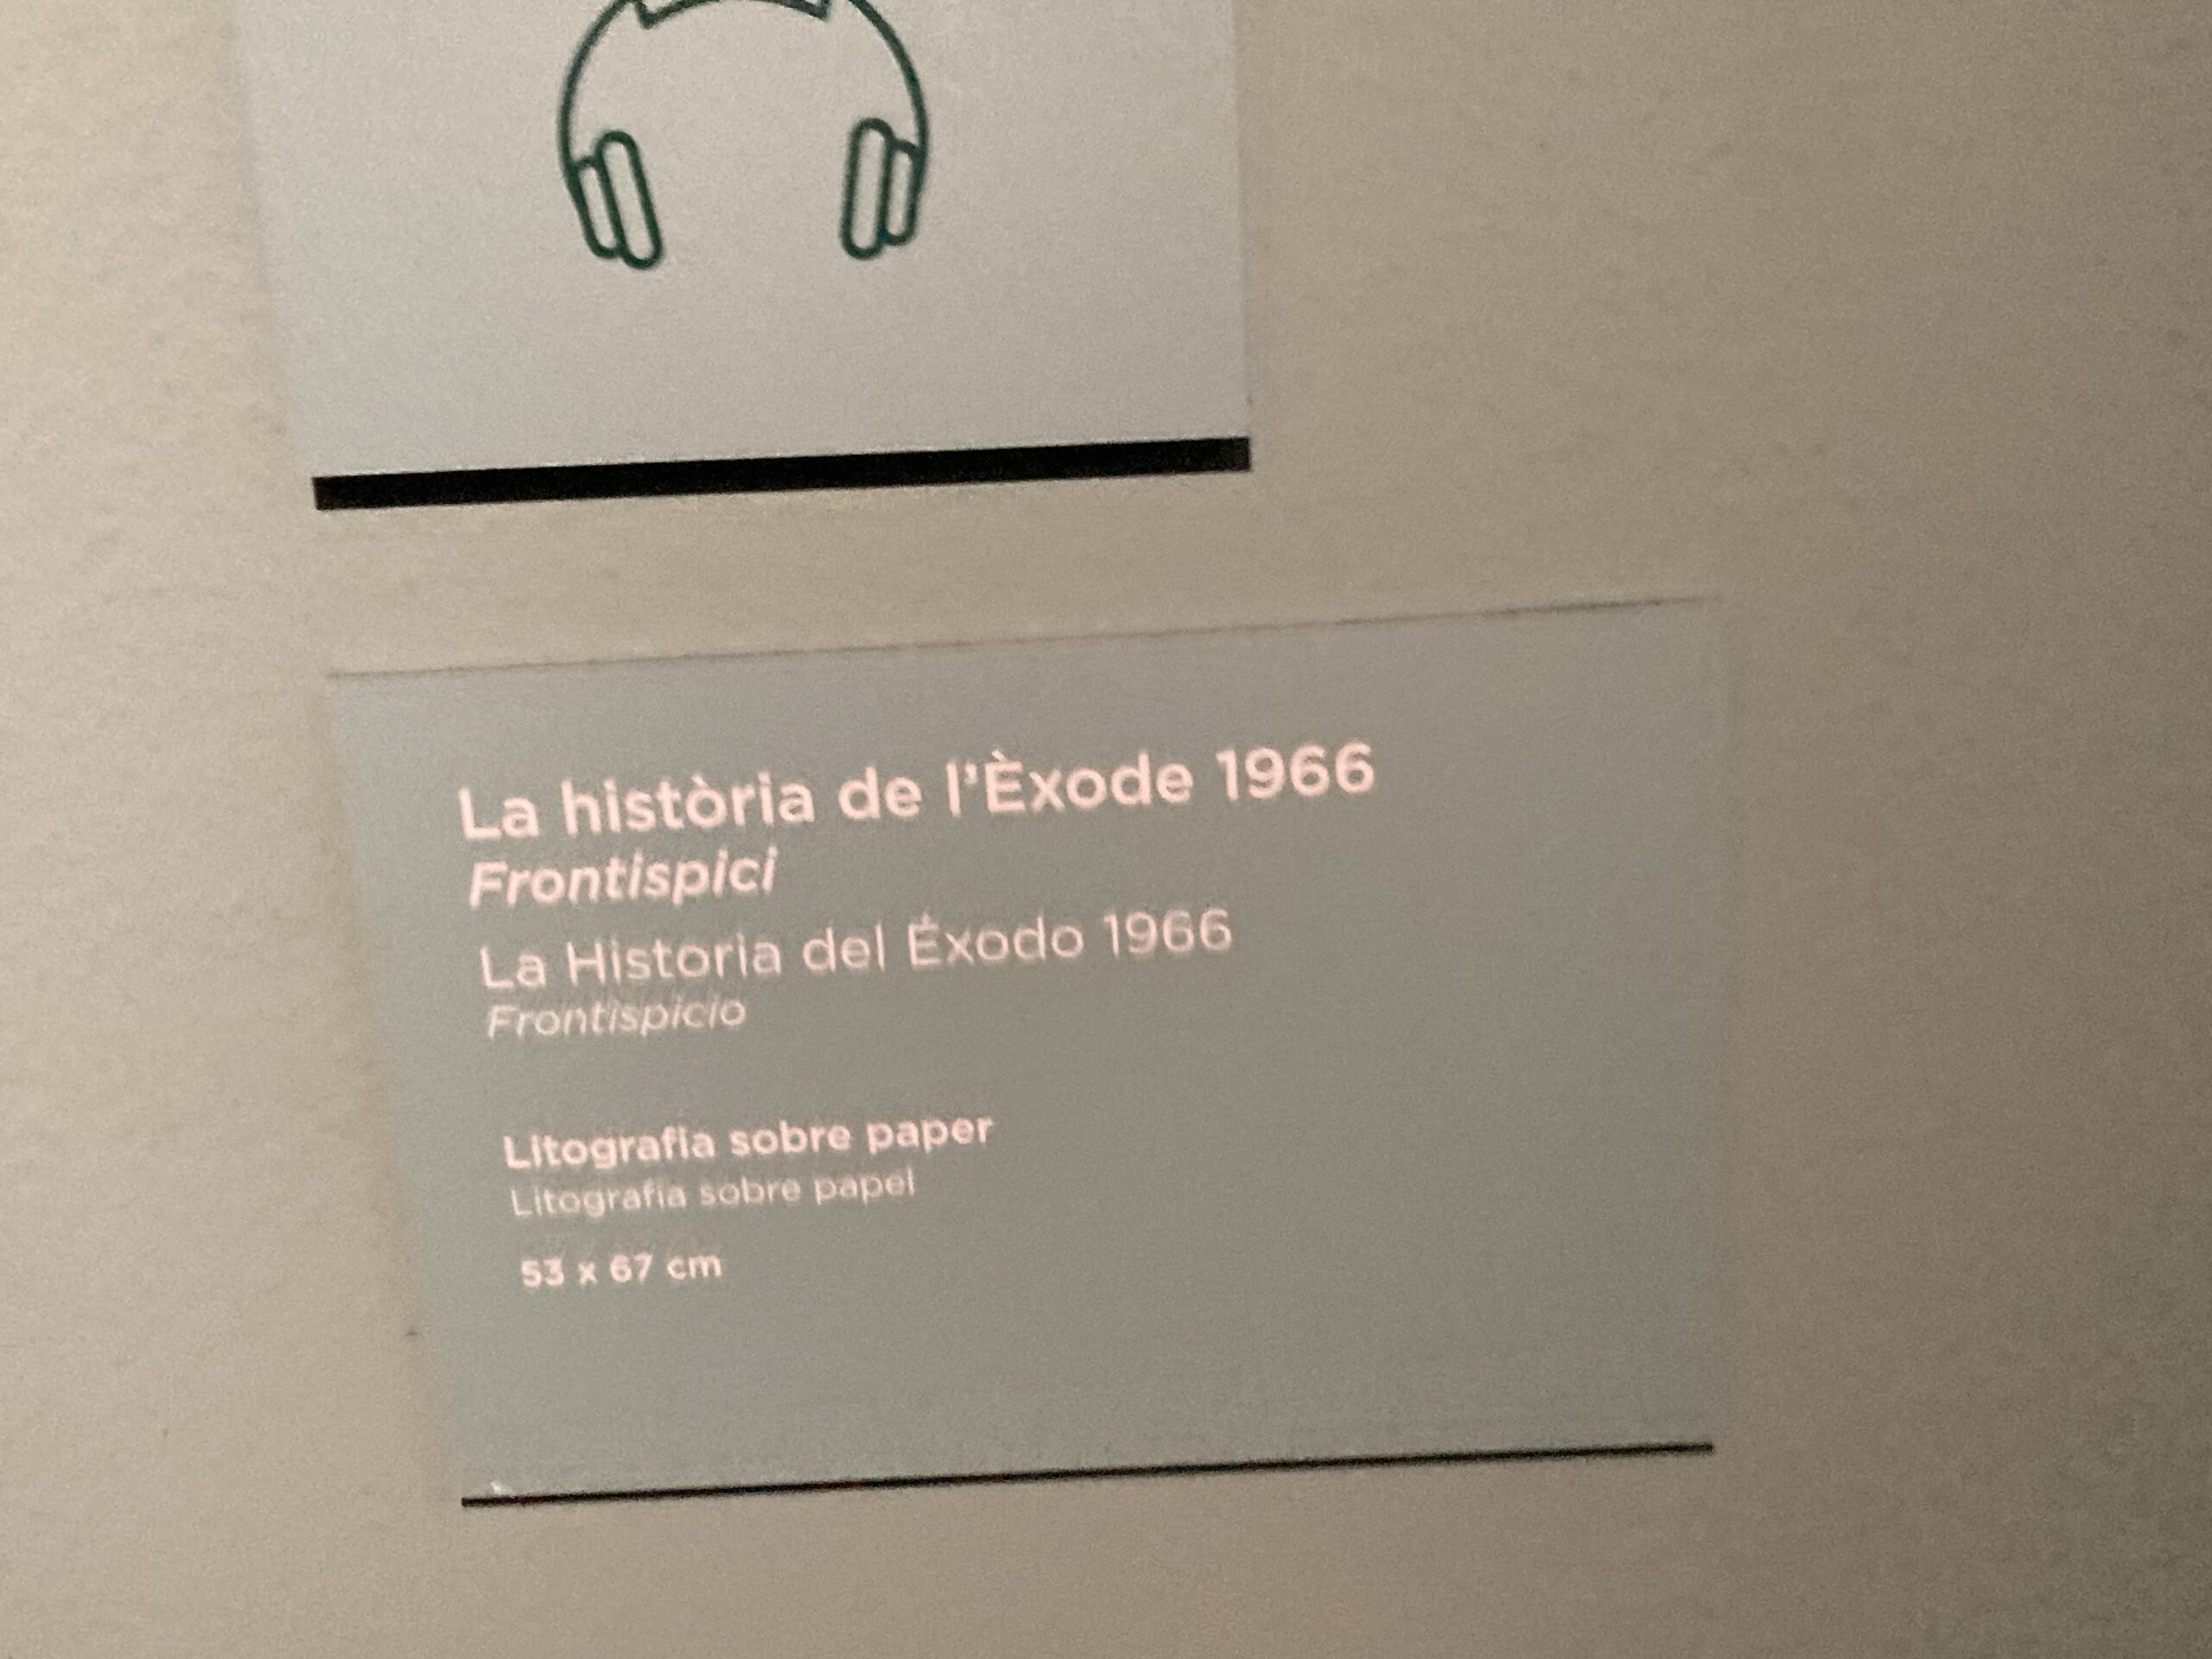 La història de l'Èxode 1966
Frontispici
La Historia del Éxodo 1966
Frontispicio
Litografia sobre paper
Litografía sobre papel
53 x 67 cm